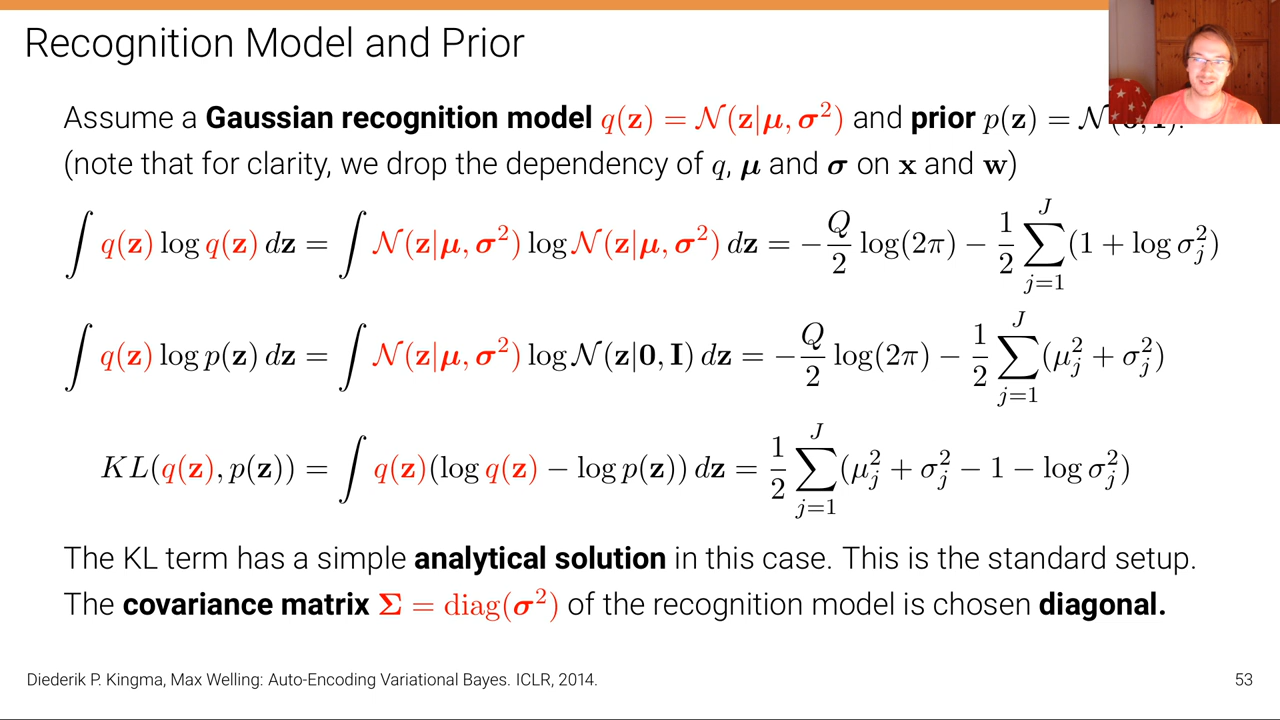 Recognition Model and Prior
Assume a Gaussian recognition model q(z) = 𝒩(z|μ, σ²) and prior p(z) = 𝒩
(note that for clarity, we drop the dependency of q, μ and σ on x and w)
∫ q(z) log q(z) dz = ∫ 𝒩(z|μ, σ²) log 𝒩(z|μ, σ²) dz = −Q/2 log(2π) − 1/2 ∑_{j=1}^{J} (1 + log σ_j²)
∫ q(z) log p(z) dz = ∫ 𝒩(z|μ, σ²) log 𝒩(z|0, I) dz = −Q/2 log(2π) − 1/2 ∑_{j=1}^{J} (μ_j² + σ_j²)
KL(q(z), p(z)) = ∫ q(z)(log q(z) − log p(z)) dz = 1/2 ∑_{j=1}^{J} (μ_j² + σ_j² − 1 − log σ_j²)
The KL term has a simple analytical solution in this case. This is the standard setup.
The covariance matrix Σ = diag(σ²) of the recognition model is chosen diagonal.
Diederik P. Kingma, Max Welling: Auto-Encoding Variational Bayes. ICLR, 2014.
53